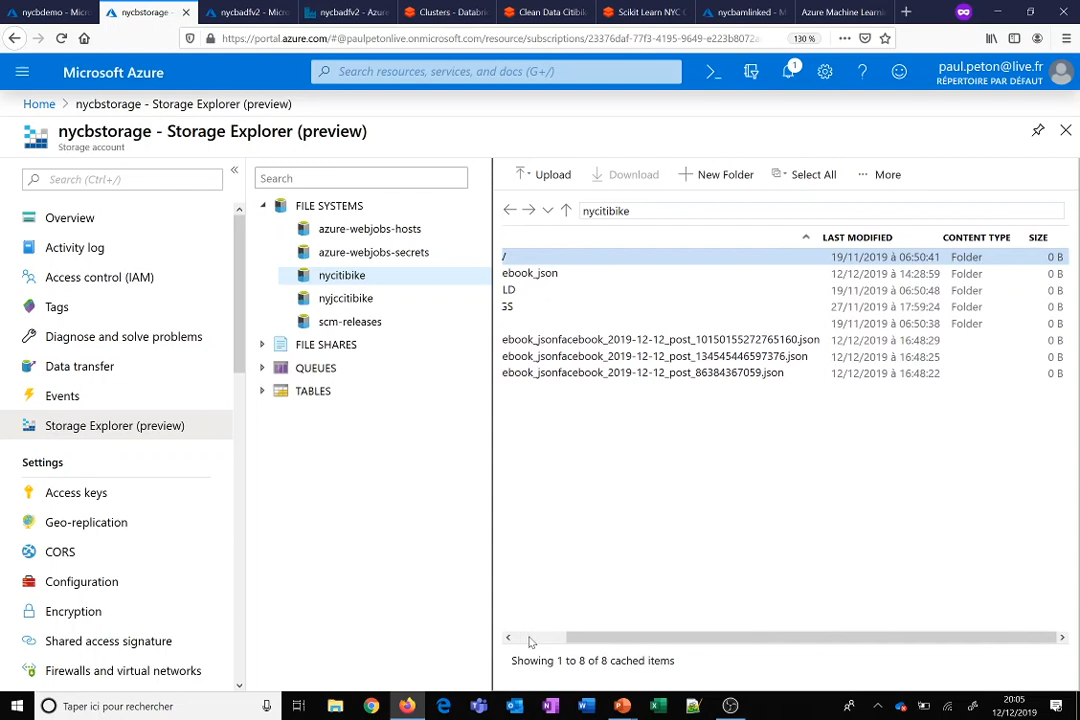 nycbdemo - Micr
nycbstorage -
nycbadfv2 - Micro
nycbadfv2 - Azure
Clusters - Databri
Clean Data Citibik
Scikit Learn NYC C
nycbamlinked - M
Azure Machine Learni
https://portal.azure.com/#@paulpetonlive.onmicrosoft.com/resource/subscriptions/23376daf-77f3-4195-9649-e223b8072a
130 %
Microsoft Azure
Search resources, services, and docs (G+/)
1
paul.peton@live.fr
RÉPERTOIRE PAR DÉFAUT
Home > nycbstorage - Storage Explorer (preview)
nycbstorage - Storage Explorer (preview)
Storage account
Search (Ctrl+/)
Overview
Activity log
Access control (IAM)
Tags
Diagnose and solve problems
Data transfer
Events
Storage Explorer (preview)
Settings
Access keys
Geo-replication
CORS
Configuration
Encryption
Shared access signature
Firewalls and virtual networks
Search
FILE SYSTEMS
azure-webjobs-hosts
azure-webjobs-secrets
nycitibike
nyjccitibike
scm-releases
FILE SHARES
QUEUES
TABLES
Upload
Download
New Folder
Select All
More
nycitibike
LAST MODIFIED CONTENT TYPE SIZE
/ 19/11/2019 à 06:50:41 Folder 0 B
ebook_json 12/12/2019 à 14:28:59 Folder 0 B
LD 19/11/2019 à 06:50:48 Folder 0 B
GS 27/11/2019 à 17:59:24 Folder 0 B
19/11/2019 à 06:50:38 Folder 0 B
ebook_jsonfacebook_2019-12-12_post_10150155272765160.json 12/12/2019 à 16:48:29 0 B
ebook_jsonfacebook_2019-12-12_post_134545446597376.json 12/12/2019 à 16:48:25 0 B
ebook_jsonfacebook_2019-12-12_post_86384367059.json 12/12/2019 à 16:48:22 0 B
Showing 1 to 8 of 8 cached items
Taper ici pour rechercher
20:05
12/12/2019